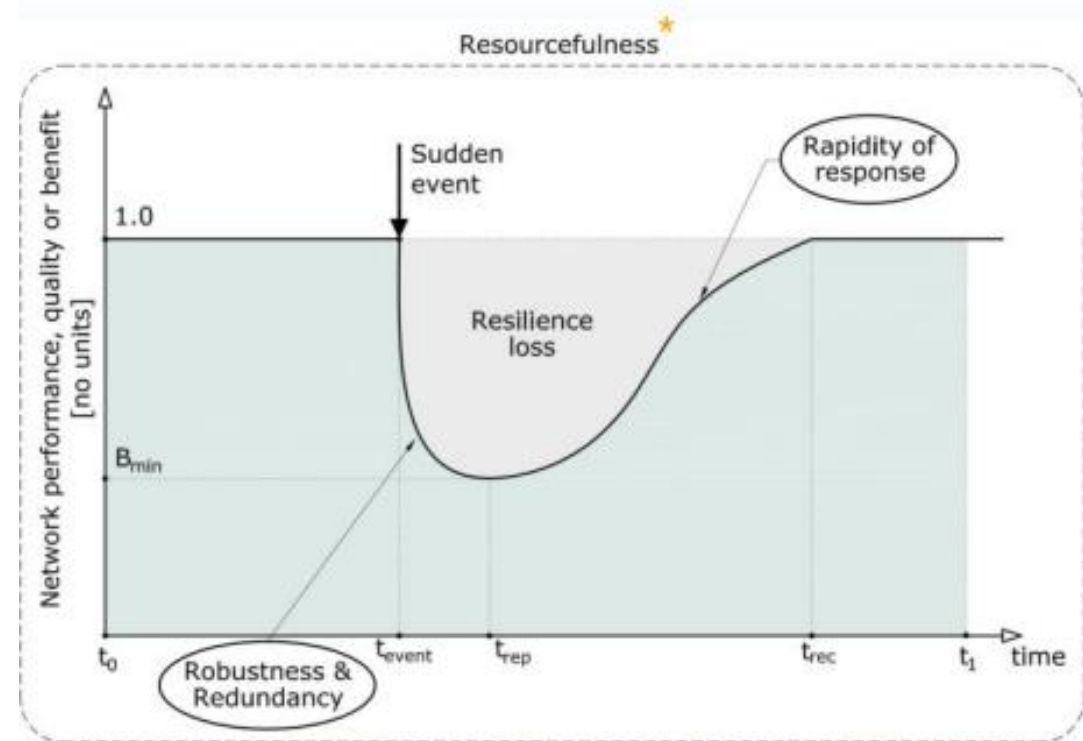 Resourcefulness*
Network performance, quality or benefit
[no units]
Sudden
event
Rapidity of
response
1.0
Resilience
loss
Bmin
Robustness &
Redundancy
t0
tevent
trep
trec
t1
time